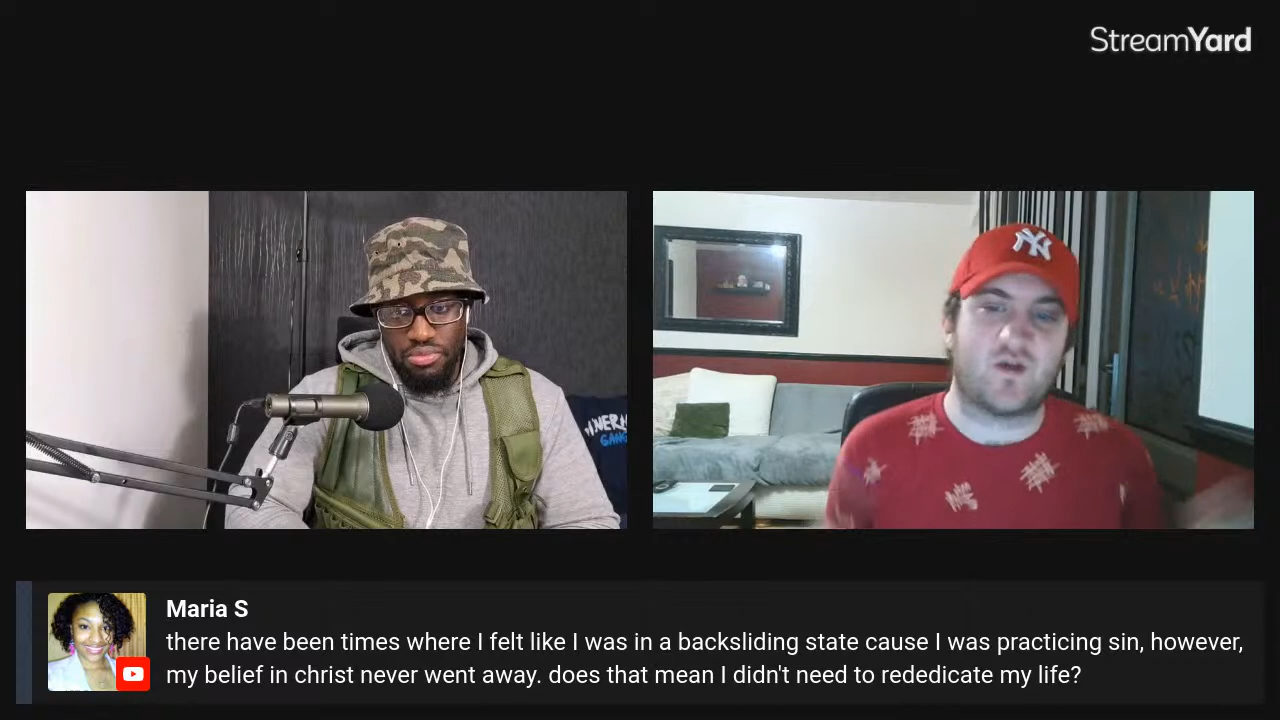 StreamYard
NY
GANG
Maria S
there have been times where I felt like I was in a backsliding state cause I was practicing sin, however,
my belief in christ never went away. does that mean I didn't need to rededicate my life?